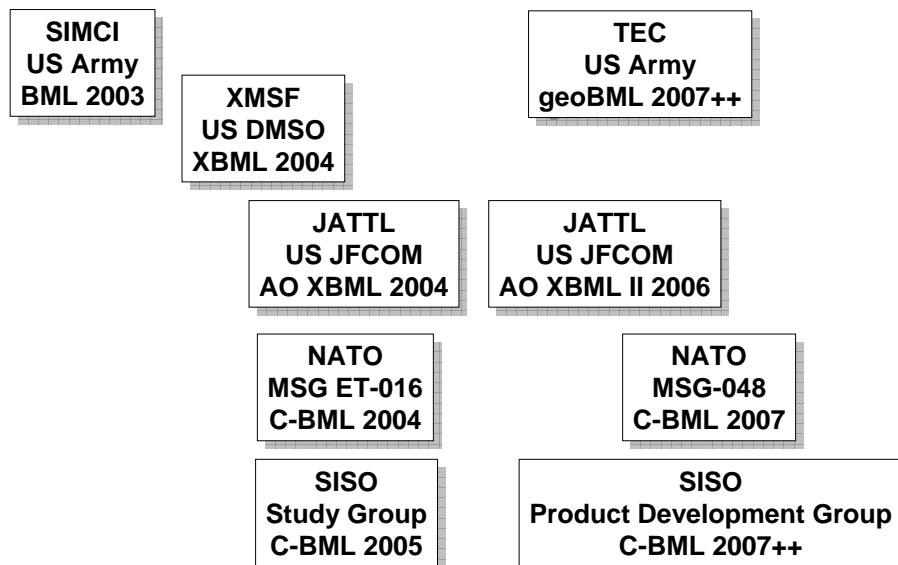 SIMCI
US Army
BML 2003
TEC
US Army
geoBML 2007++
XMSF
US DMSO
XBML 2004
JATTL
US JFCOM
AO XBML 2004
JATTL
US JFCOM
AO XBML II 2006
NATO
MSG ET-016
C-BML 2004
NATO
MSG-048
C-BML 2007
SISO
Study Group
C-BML 2005
SISO
Product Development Group
C-BML 2007++